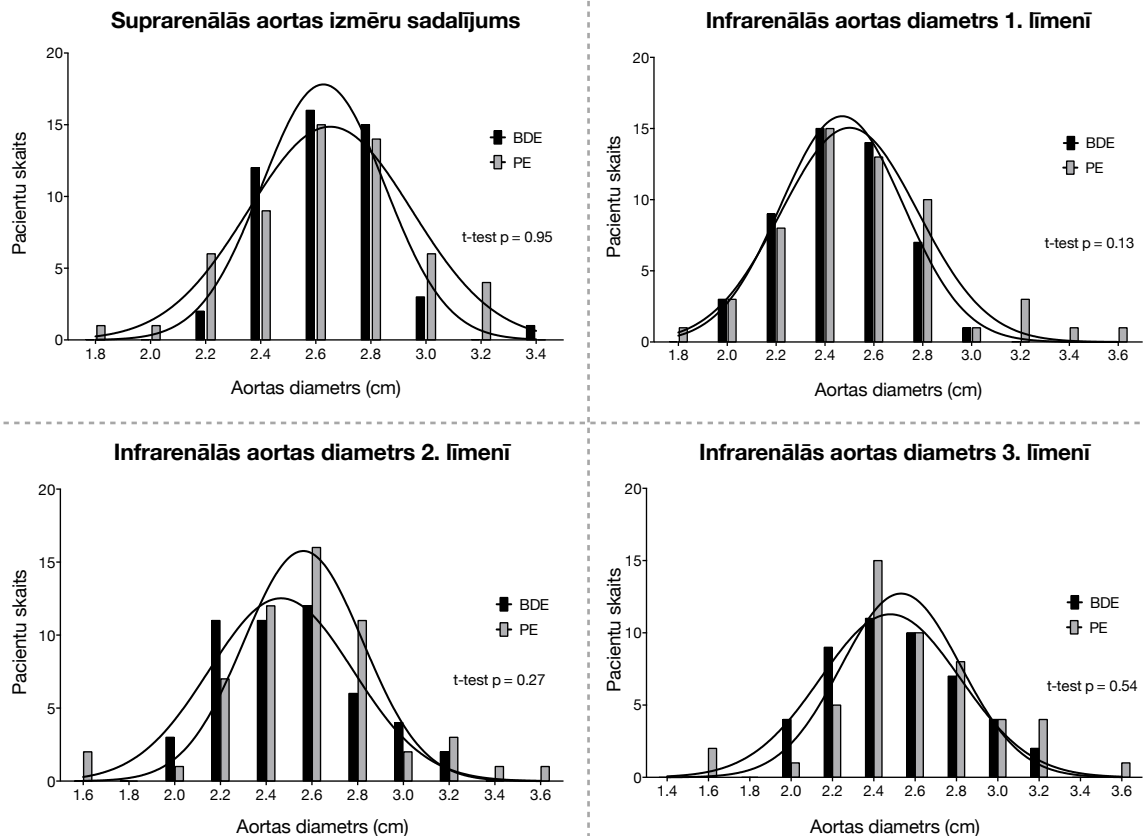 Suprarenālās aortas izmēru sadalījums
20
15
10
5
0
Pacientu skaits
BDE
PE
t-test p = 0.95
1.8 2.0 2.2 2.4 2.6 2.8 3.0 3.2 3.4
Aortas diametrs (cm)
Infrarenālās aortas diametrs 1. līmenī
20
15
10
5
0
Pacientu skaits
BDE
PE
t-test p = 0.13
1.8 2.0 2.2 2.4 2.6 2.8 3.0 3.2 3.4 3.6
Aortas diametrs (cm)
Infrarenālās aortas diametrs 2. līmenī
20
15
10
5
0
Pacientu skaits
BDE
PE
t-test p = 0.27
1.6 1.8 2.0 2.2 2.4 2.6 2.8 3.0 3.2 3.4 3.6
Aortas diametrs (cm)
Infrarenālās aortas diametrs 3. līmenī
20
15
10
5
0
Pacientu skaits
BDE
PE
t-test p = 0.54
1.4 1.6 1.8 2.0 2.2 2.4 2.6 2.8 3.0 3.2 3.4 3.6
Aortas diametrs (cm)